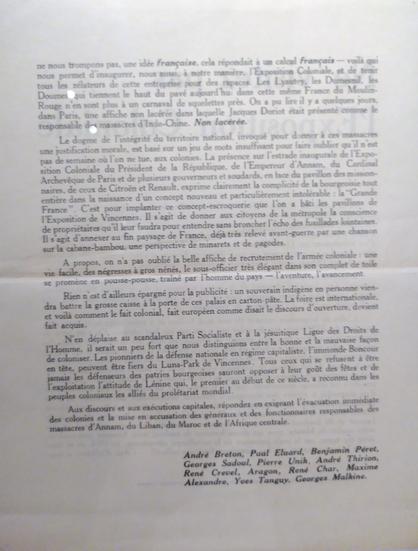 ne nous trompons pas, une idée française, cela répondait à un calcul français — voilà qui
nous permet d'inaugurer, nous aussi, à notre manière, l'Exposition Coloniale, et de tenir
tous les zélateurs de cette entreprise pour des rapaces. Les Lyautey, les Dumesnil, les
Doumer qui tiennent le haut du pavé aujourd'hui dans cette même France du Moulin-
Rouge n'en sont plus à un carnaval de squelettes près. On a pu lire il y a quelques jours,
dans Paris, une affiche non lacérée dans laquelle Jacques Doriot était présenté comme le
responsable des massacres d'Indo-Chine. Non lacérée.
Le dogme de l'intégrité du territoire national, invoqué pour donner à ces massacres
une justification morale, est basé sur un jeu de mots insuffisant pour faire oublier qu'il n'est
pas de semaine où l'on ne tue, aux colonies. La présence sur l'estrade inaugurale de l'Expo-
sition Coloniale du Président de la République, de l'Empereur d'Annam, du Cardinal
Archevêque de Paris et de plusieurs gouverneurs et soudards, en face du pavillon des mission-
naires, de ceux de Citroën et Renault, exprime clairement la complicité de la bourgeoisie tout
entière dans la naissance d'un concept nouveau et particulièrement intolérable : la "Grande
France". C'est pour implanter ce concept-escroquerie que l'on a bâti les pavillons de
l'Exposition de Vincennes. Il s'agit de donner aux citoyens de la métropole la conscience
de propriétaires qu'il leur faudra pour entendre sans broncher l'écho des fusillades lointaines.
Il s'agit d'annexer au fin paysage de France, déjà très relevé avant-guerre par une chanson
sur la cabane-bambou, une perspective de minarets et de pagodes.
A propos, on n'a pas oublié la belle affiche de recrutement de l'armée coloniale : une
vie facile, des négresses à gros nénés, le sous-officier très élégant dans son complet de toile
se promène en pousse-pousse, traîné par l'homme du pays — l'aventure, l'avancement.
Rien n'est d'ailleurs épargné pour la publicité : un souverain indigène en personne vien-
dra battre la grosse caisse à la porte de ces palais en carton-pâte. La foire est internationale,
et voilà comment le fait colonial, fait européen comme disait le discours d'ouverture, devient
fait acquis.
N'en déplaise au scandaleux Parti Socialiste et à la jésuitique Ligue des Droits de
l'Homme, il serait un peu fort que nous distinguions entre la bonne et la mauvaise façon
de coloniser. Les pionniers de la défense nationale en régime capitaliste, l'immonde Boncour
en tête, peuvent être fiers du Luna-Park de Vincennes. Tous ceux qui se refusent à être
jamais les défenseurs des patries bourgeoises sauront opposer à leur goût des fêtes et de
l'exploitation l'attitude de Lénine qui, le premier au début de ce siècle, a reconnu dans les
peuples coloniaux les alliés du prolétariat mondial.
Aux discours et aux exécutions capitales, répondez en exigeant l'évacuation immédiate
des colonies et la mise en accusation des généraux et des fonctionnaires responsables des
massacres d'Annam, du Liban, du Maroc et de l'Afrique centrale.
André Breton, Paul Eluard, Benjamin Péret,
Georges Sadoul, Pierre Unik, André Thirion,
René Crevel, Aragon, René Char, Maxime
Alexandre, Yves Tanguy, Georges Malkine.